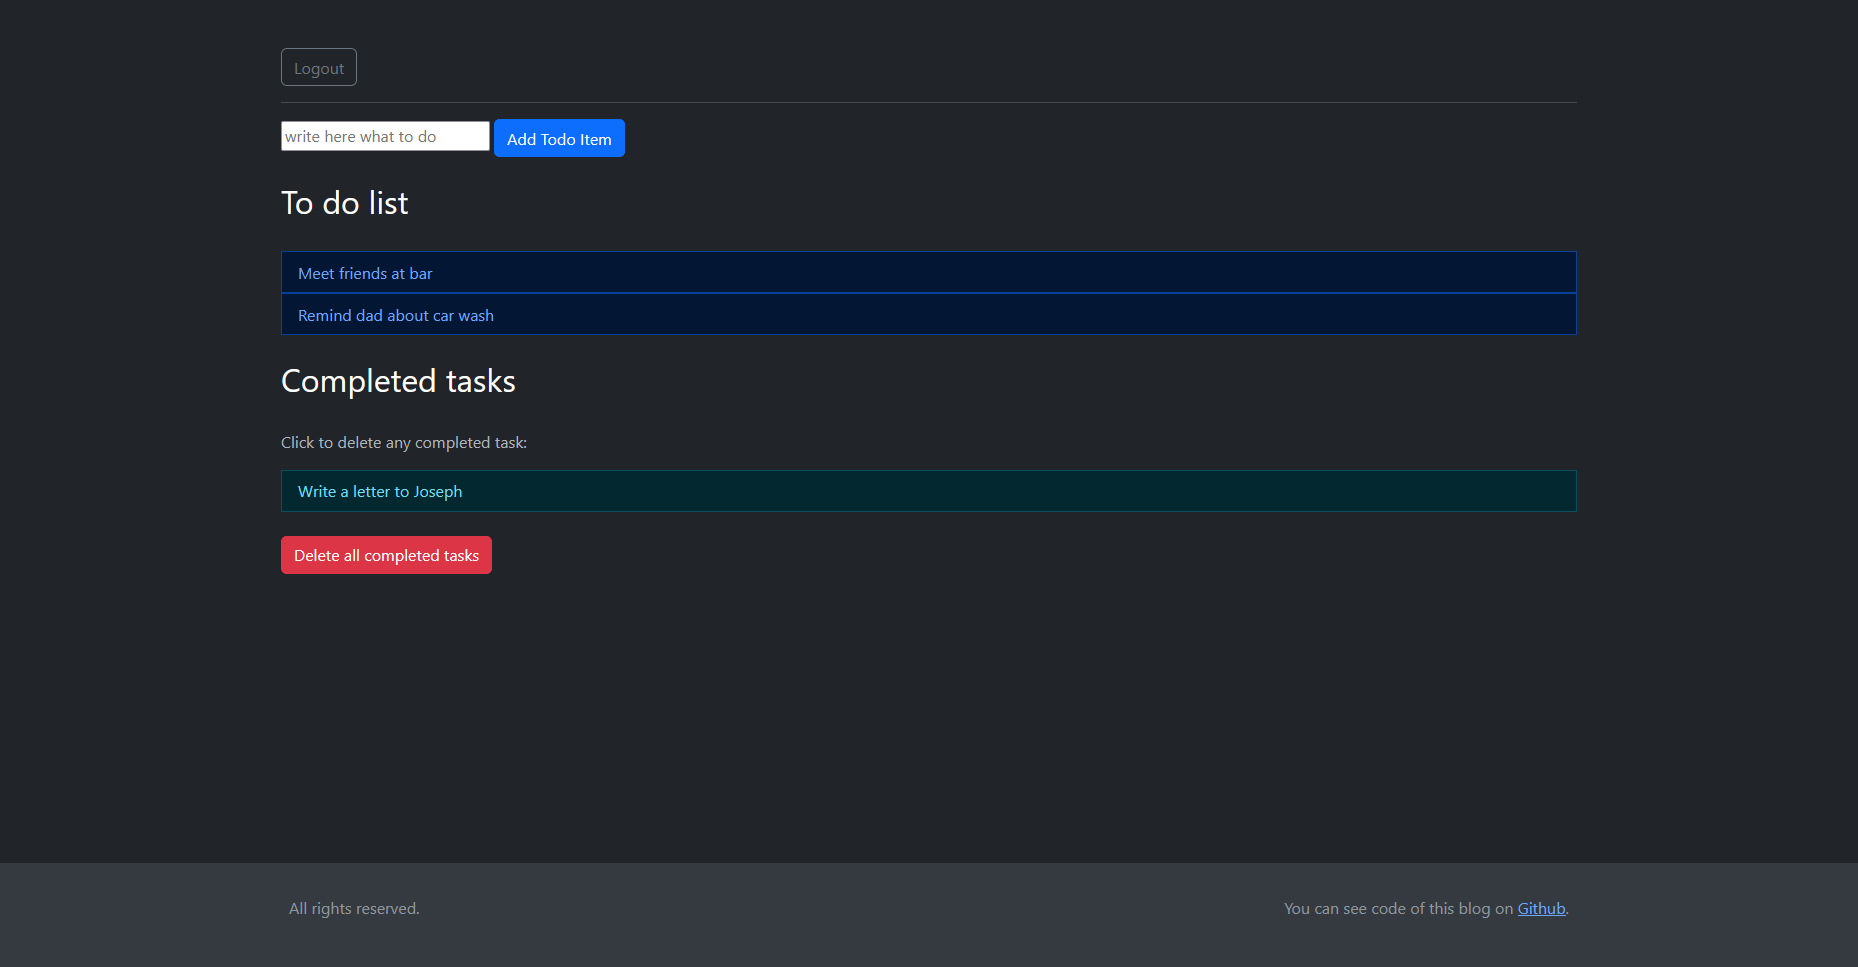 Logout
write here what to do
Add Todo Item
To do list
Meet friends at bar
Remind dad about car wash
Completed tasks
Click to delete any completed task:
Write a letter to Joseph
Delete all completed tasks
All rights reserved.
You can see code of this blog on Github.